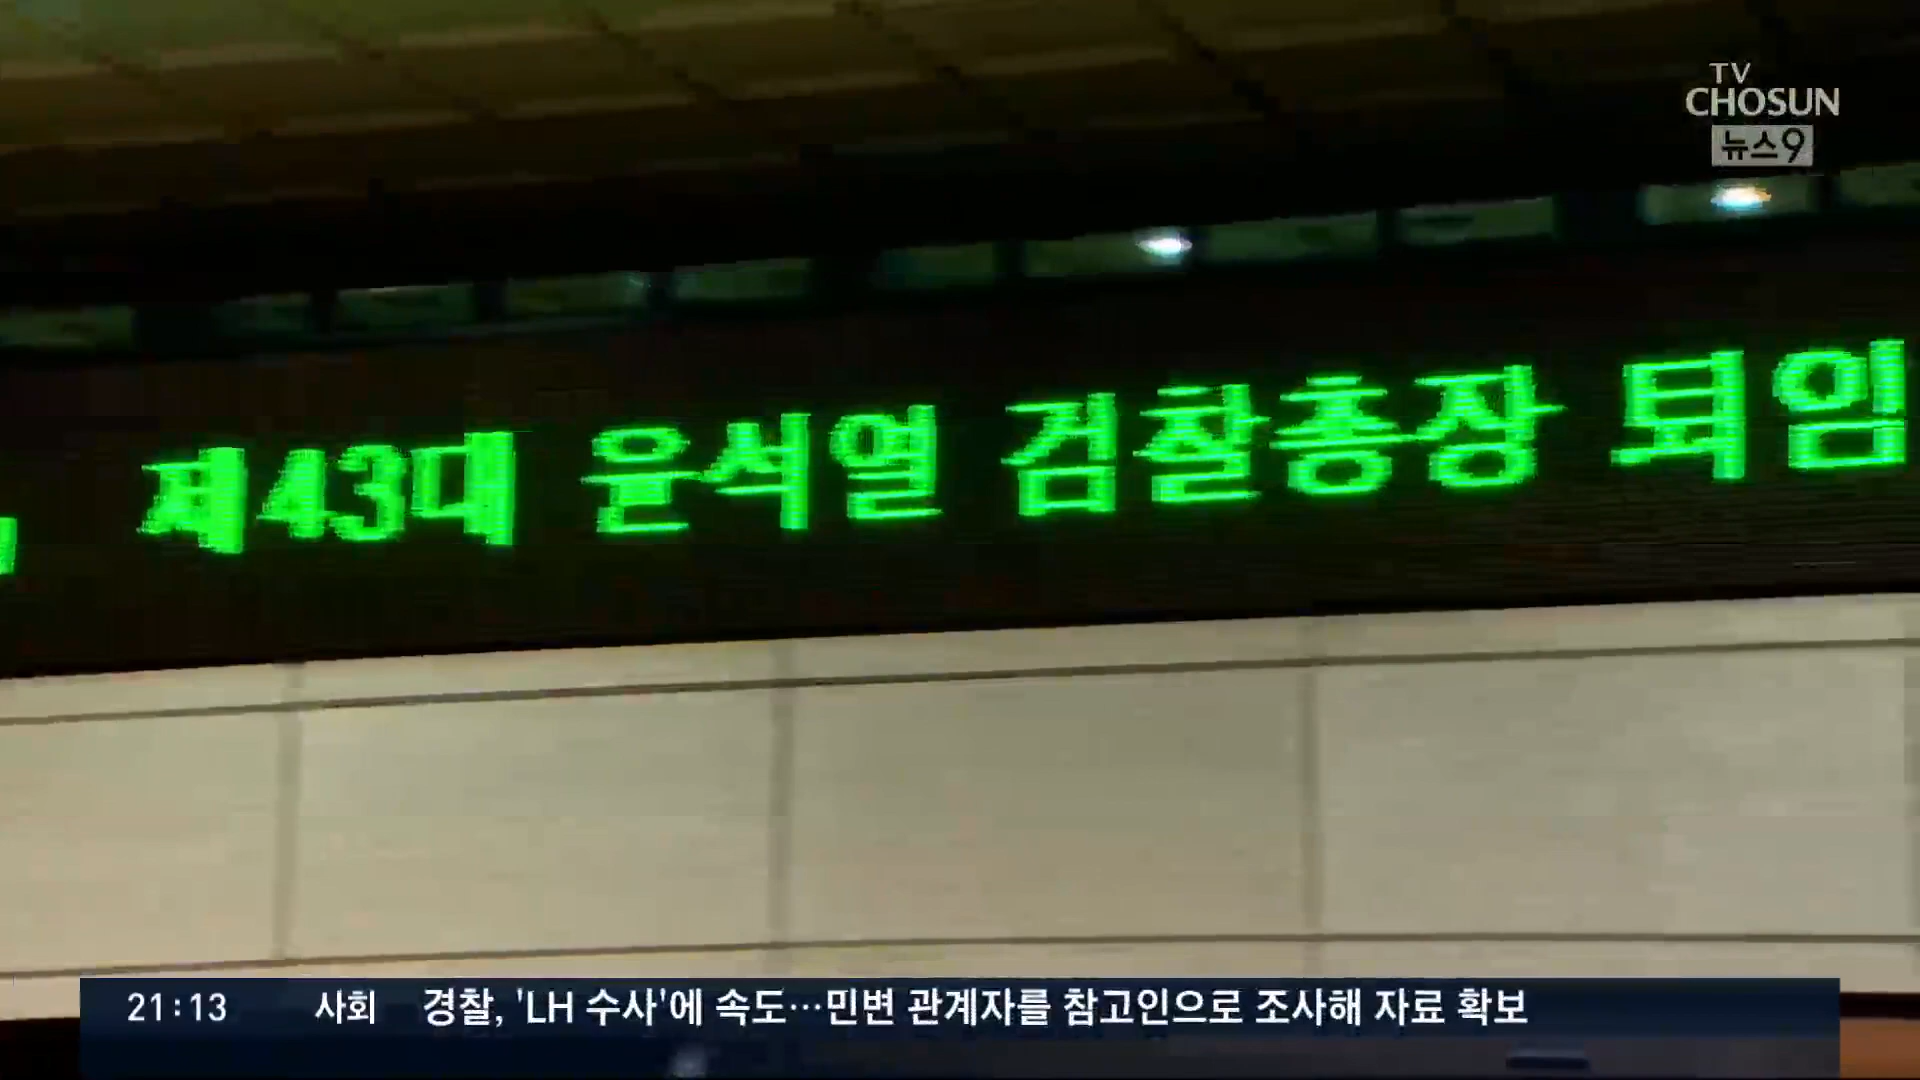 TV
CHOSUN
뉴스9
제43대 윤석열 검찰총장 퇴임
21:13 사회 경찰, 'LH 수사'에 속도…민변 관계자를 참고인으로 조사해 자료 확보